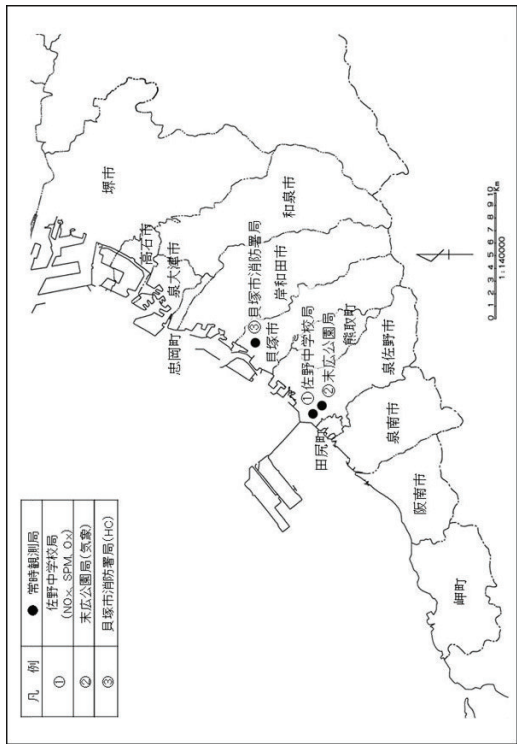 凡 例
● 常時観測局
①
佐野中学校局
(NOx, SPM, Ox)
②
末広公園局(気象)
③
貝塚市消防署局(HC)
堺市
高石市
泉大津市
和泉市
忠岡町
③貝塚市消防署局
岸和田市
貝塚市
①佐野中学校局
熊取町
②末広公園局
泉佐野市
田尻町
泉南市
阪南市
岬町
0 1 2 3 4 5 6 7 8 9 10
Km
1:140000